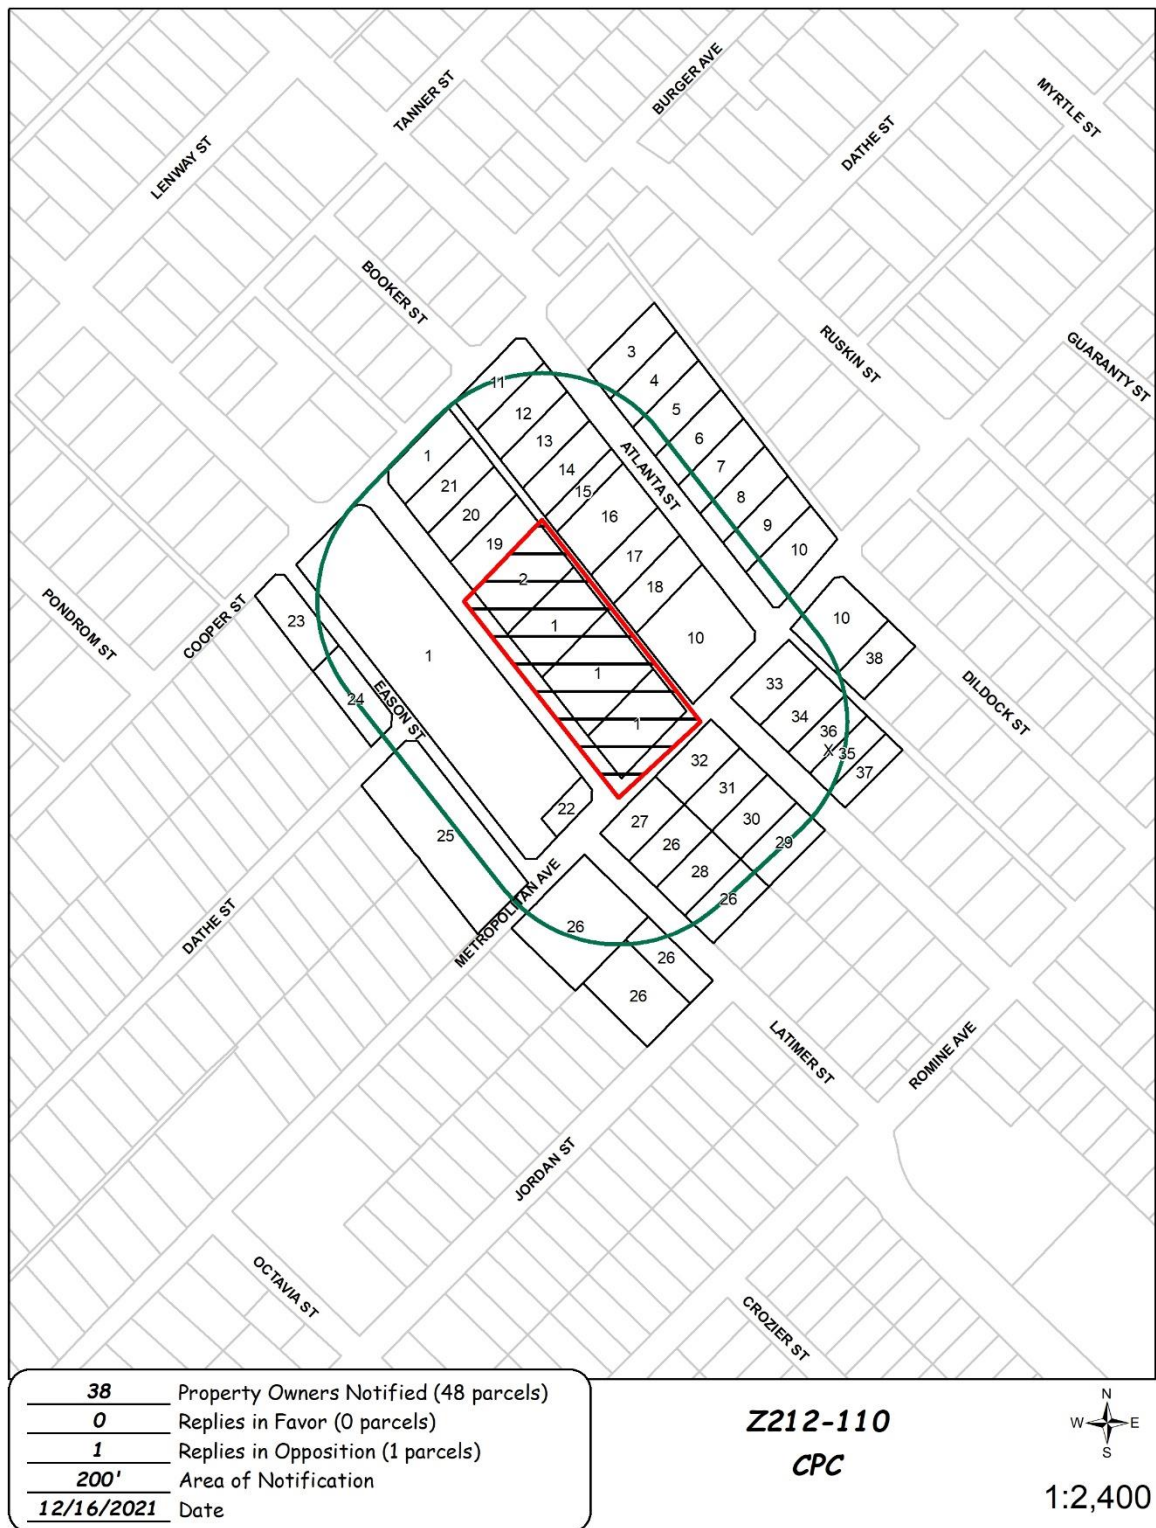 BURGER AVE
TANNER ST
MYRTLE ST
DATHE ST
LENWAY ST
BOOKER ST
RUSKIN ST
GUARANTY ST
3
4
11
12
5
13
6
1
ATLANTA ST
14
7
21
15
8
20
16
9
19
17
10
2
18
PONDROM ST
COOPER ST
23
1
10
10
1
38
33
1
24
EASON ST
34
DILDOCK ST
1
36
X
35
32
37
31
22
27
30
25
26
29
28
26
METROPOLITAN AVE
DATHE ST
26
26
26
LATIMER ST
ROMINE AVE
JORDAN ST
OCTAVIA ST
CROZIER ST
38 Property Owners Notified (48 parcels)
0 Replies in Favor (0 parcels)
1 Replies in Opposition (1 parcels)
200' Area of Notification
12/16/2021 Date
Z212-110
CPC
N
W E
S
1:2,400